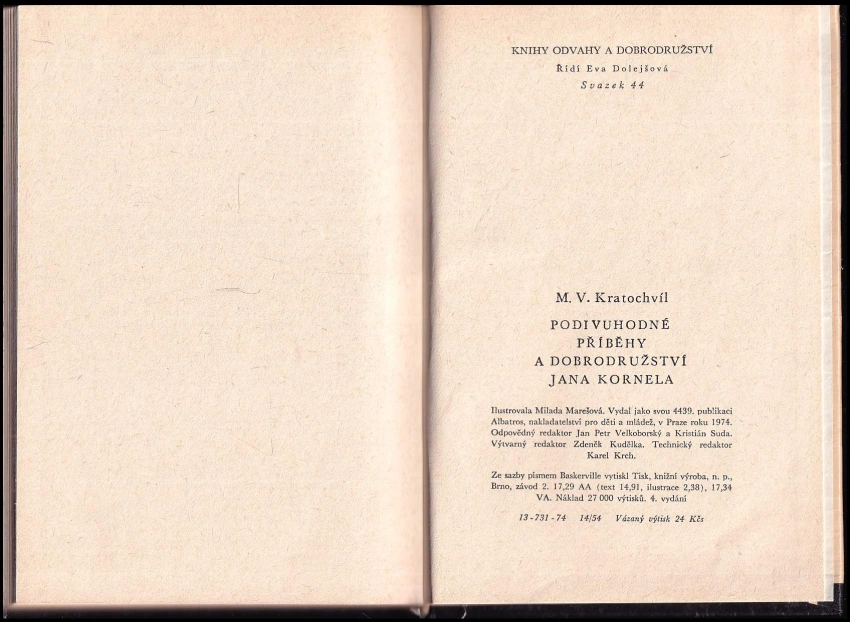 KNIHY ODVAHY A DOBRODRUŽSTVÍ
Řídí Eva Dolejšová
Svazek 44
M. V. Kratochvíl
PODIVUHODNÉ
PŘÍBĚHY
A DOBRODRUŽSTVÍ
JANA KORNELA
Ilustrovala Milada Marešová. Vydal jako svou 4439. publikaci
Albatros, nakladatelství pro děti a mládež, v Praze roku 1974.
Odpovědný redaktor Jan Petr Velkoborský a Kristián Suda.
Výtvarný redaktor Zdeněk Kudělka. Technický redaktor
Karel Krch.
Ze sazby písmem Baskerville vytiskl Tisk, knižní výroba, n. p.,
Brno, závod 2. 17,29 AA (text 14,91, ilustrace 2,38), 17,34
VA. Náklad 27 000 výtisků. 4. vydání
13-731-74 14/54 Vázaný výtisk 24 Kčs